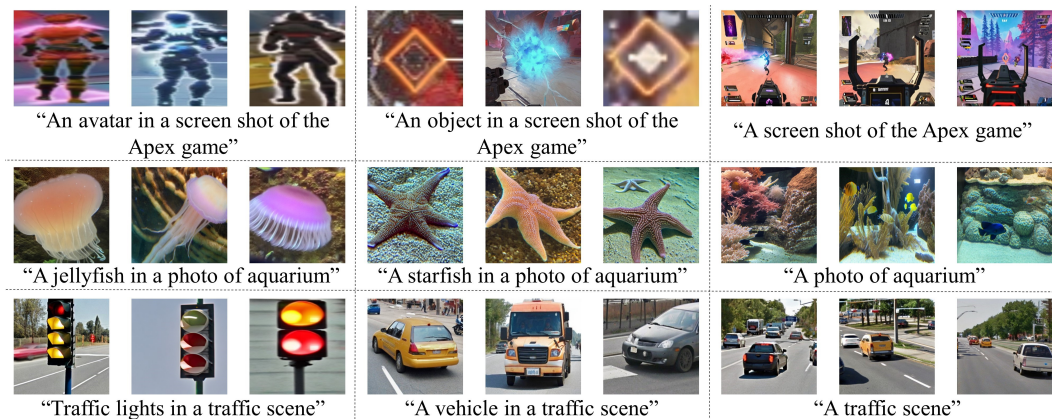 “An avatar in a screen shot of the
Apex game”
“An object in a screen shot of the
Apex game”
“A screen shot of the Apex game”
“A jellyfish in a photo of aquarium”
“A starfish in a photo of aquarium”
“A photo of aquarium”
“Traffic lights in a traffic scene”
“A vehicle in a traffic scene”
“A traffic scene”